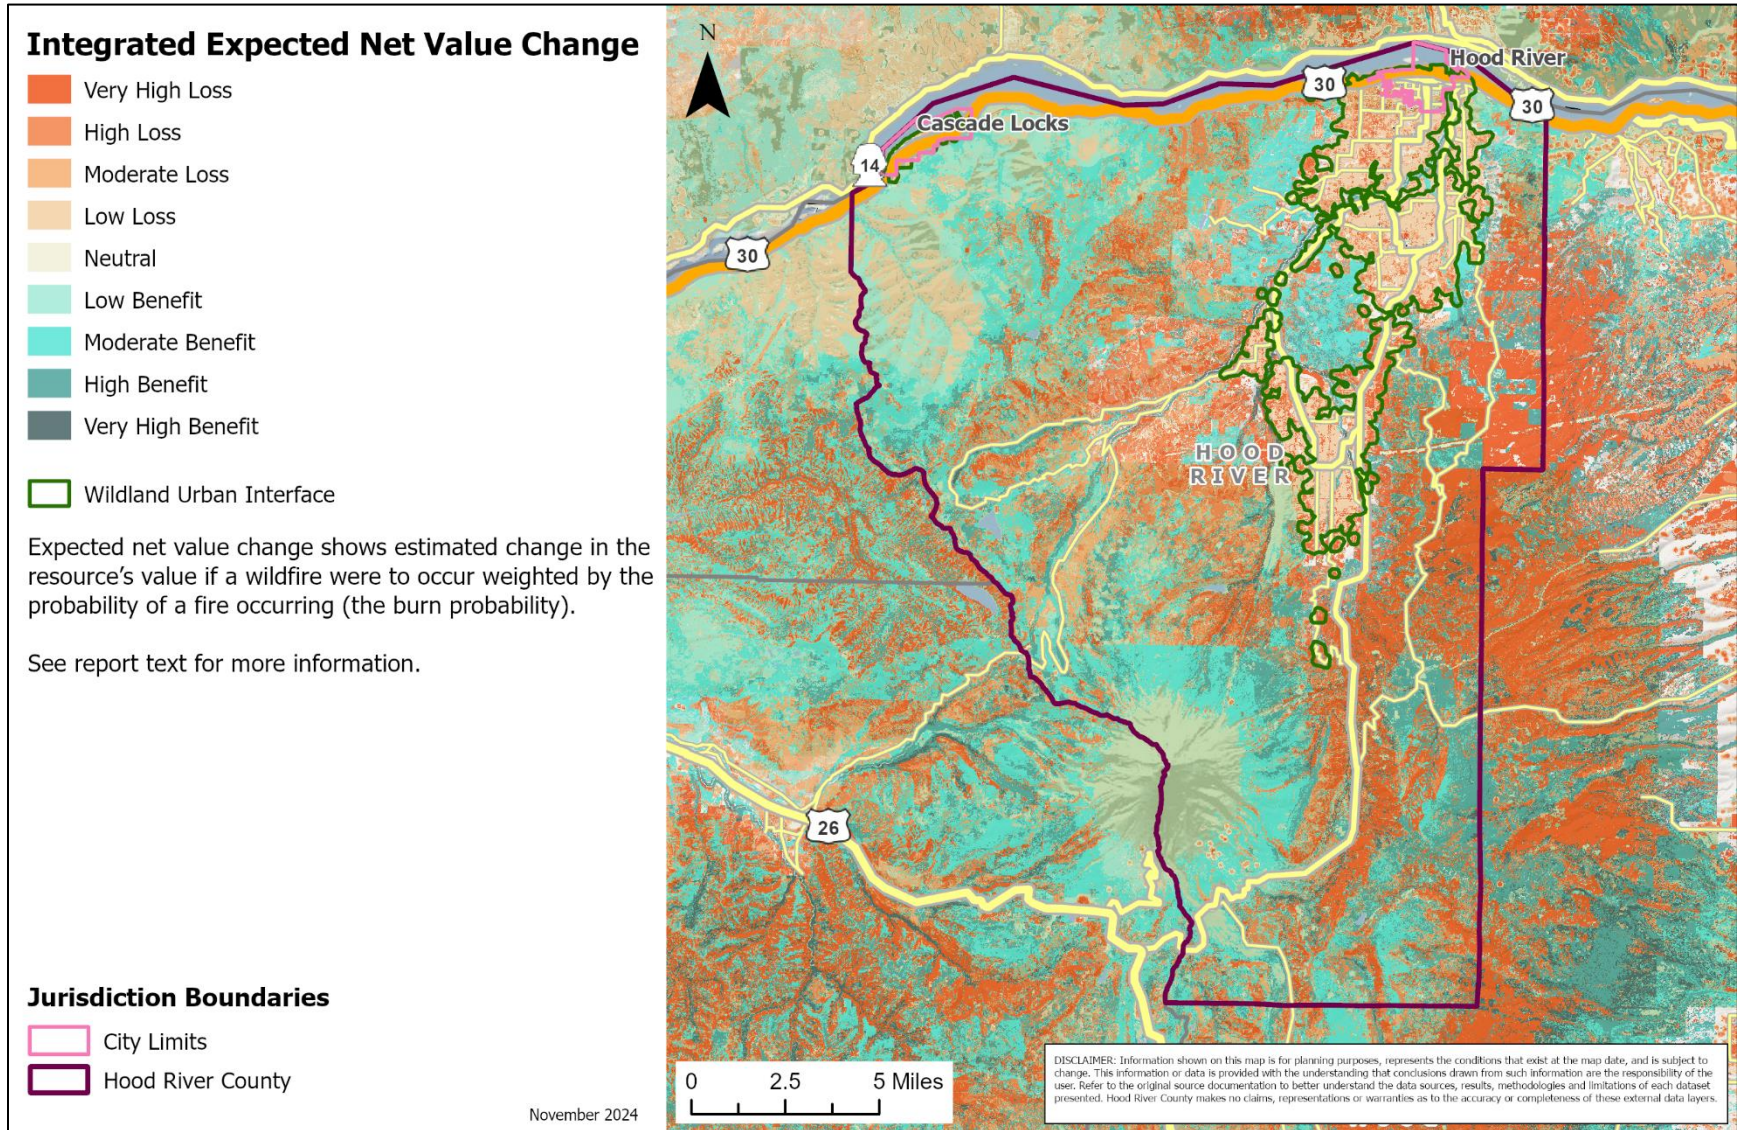 Integrated Expected Net Value Change
Very High Loss
High Loss
Moderate Loss
Low Loss
Neutral
Low Benefit
Moderate Benefit
High Benefit
Very High Benefit
Wildland Urban Interface
Expected net value change shows estimated change in the
resource's value if a wildfire were to occur weighted by the
probability of a fire occurring (the burn probability).
See report text for more information.
Jurisdiction Boundaries
City Limits
Hood River County
November 2024
N
Hood River
30
30
Cascade Locks
14
30
HOOD
RIVER
26
0 2.5 5 Miles
DISCLAIMER: Information shown on this map is for planning purposes, represents the conditions that exist at the map date, and is subject to
change. This information or data is provided with the understanding that conclusions drawn from such information are the responsibility of the
user. Refer to the original source documentation to better understand the data sources, results, methodologies and limitations of each dataset
presented. Hood River County makes no claims, representations or warranties as to the accuracy or completeness of these external data layers.